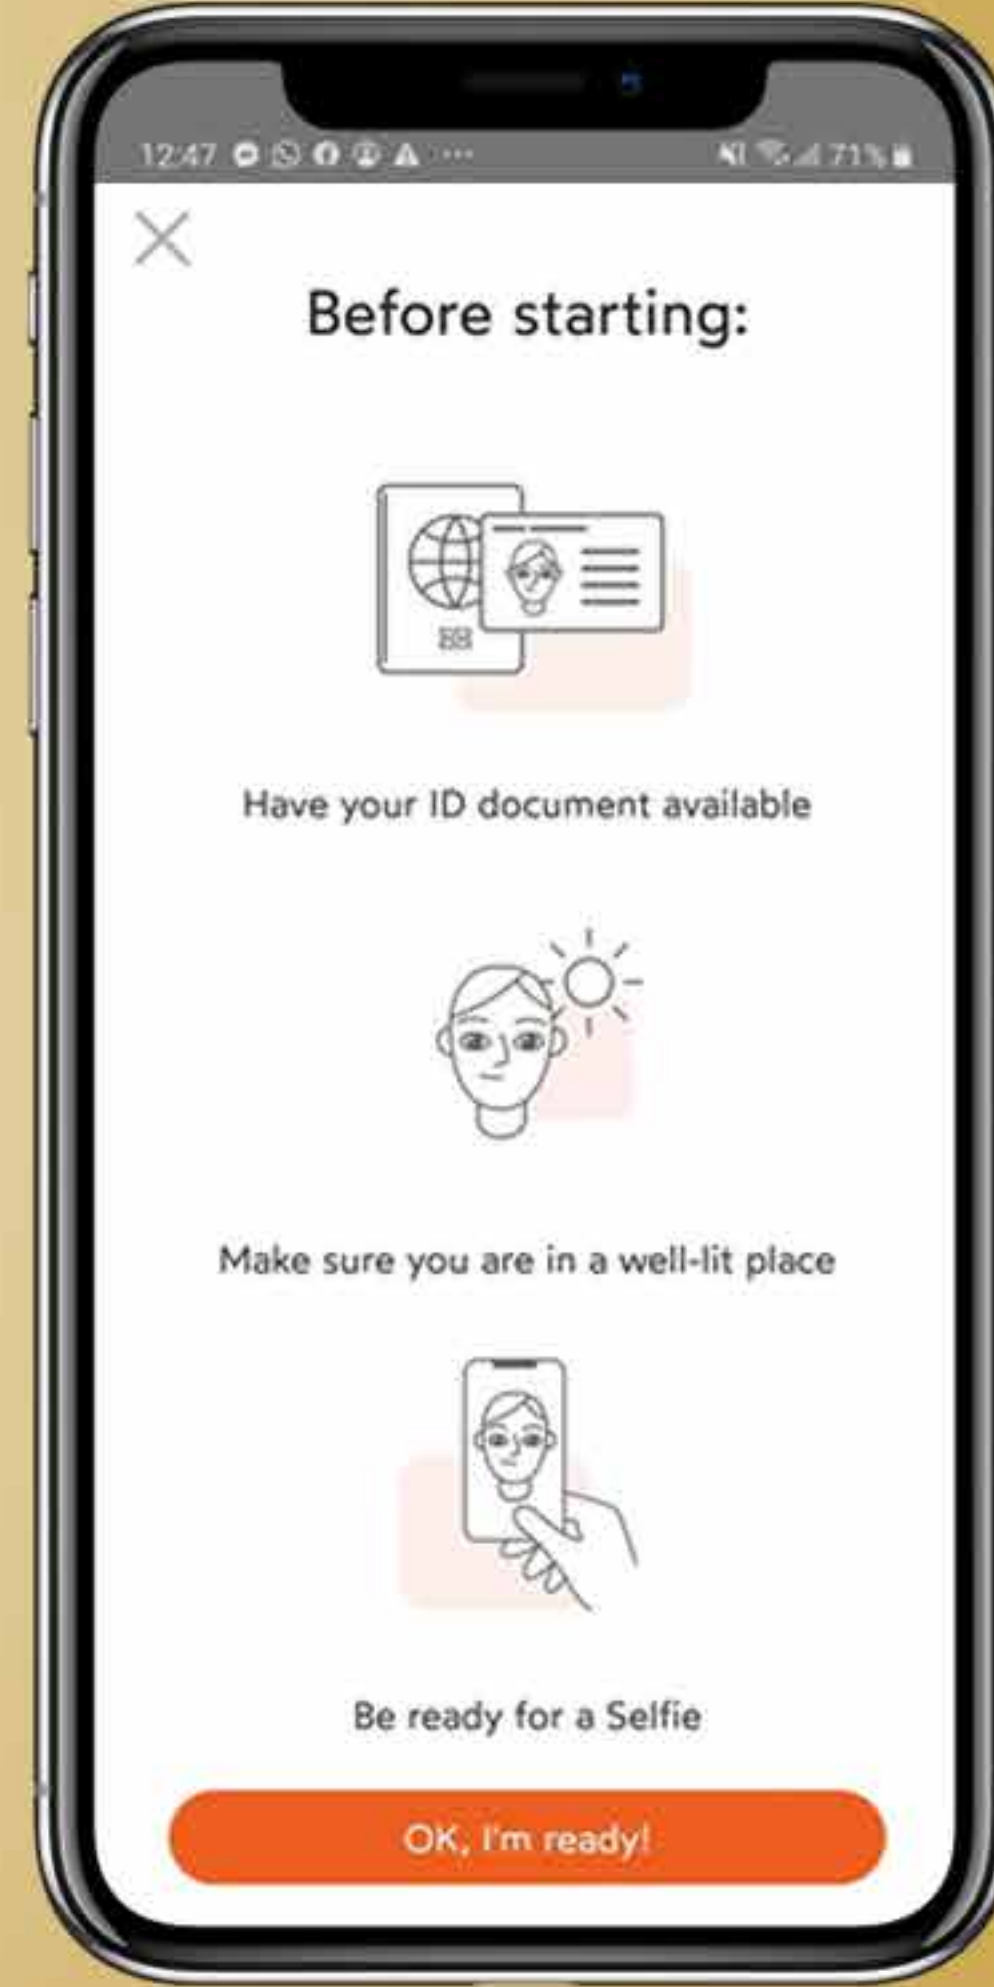 12:47 ... 71%
Before starting:
Have your ID document available
Make sure you are in a well-lit place
Be ready for a Selfie
OK, I'm ready!